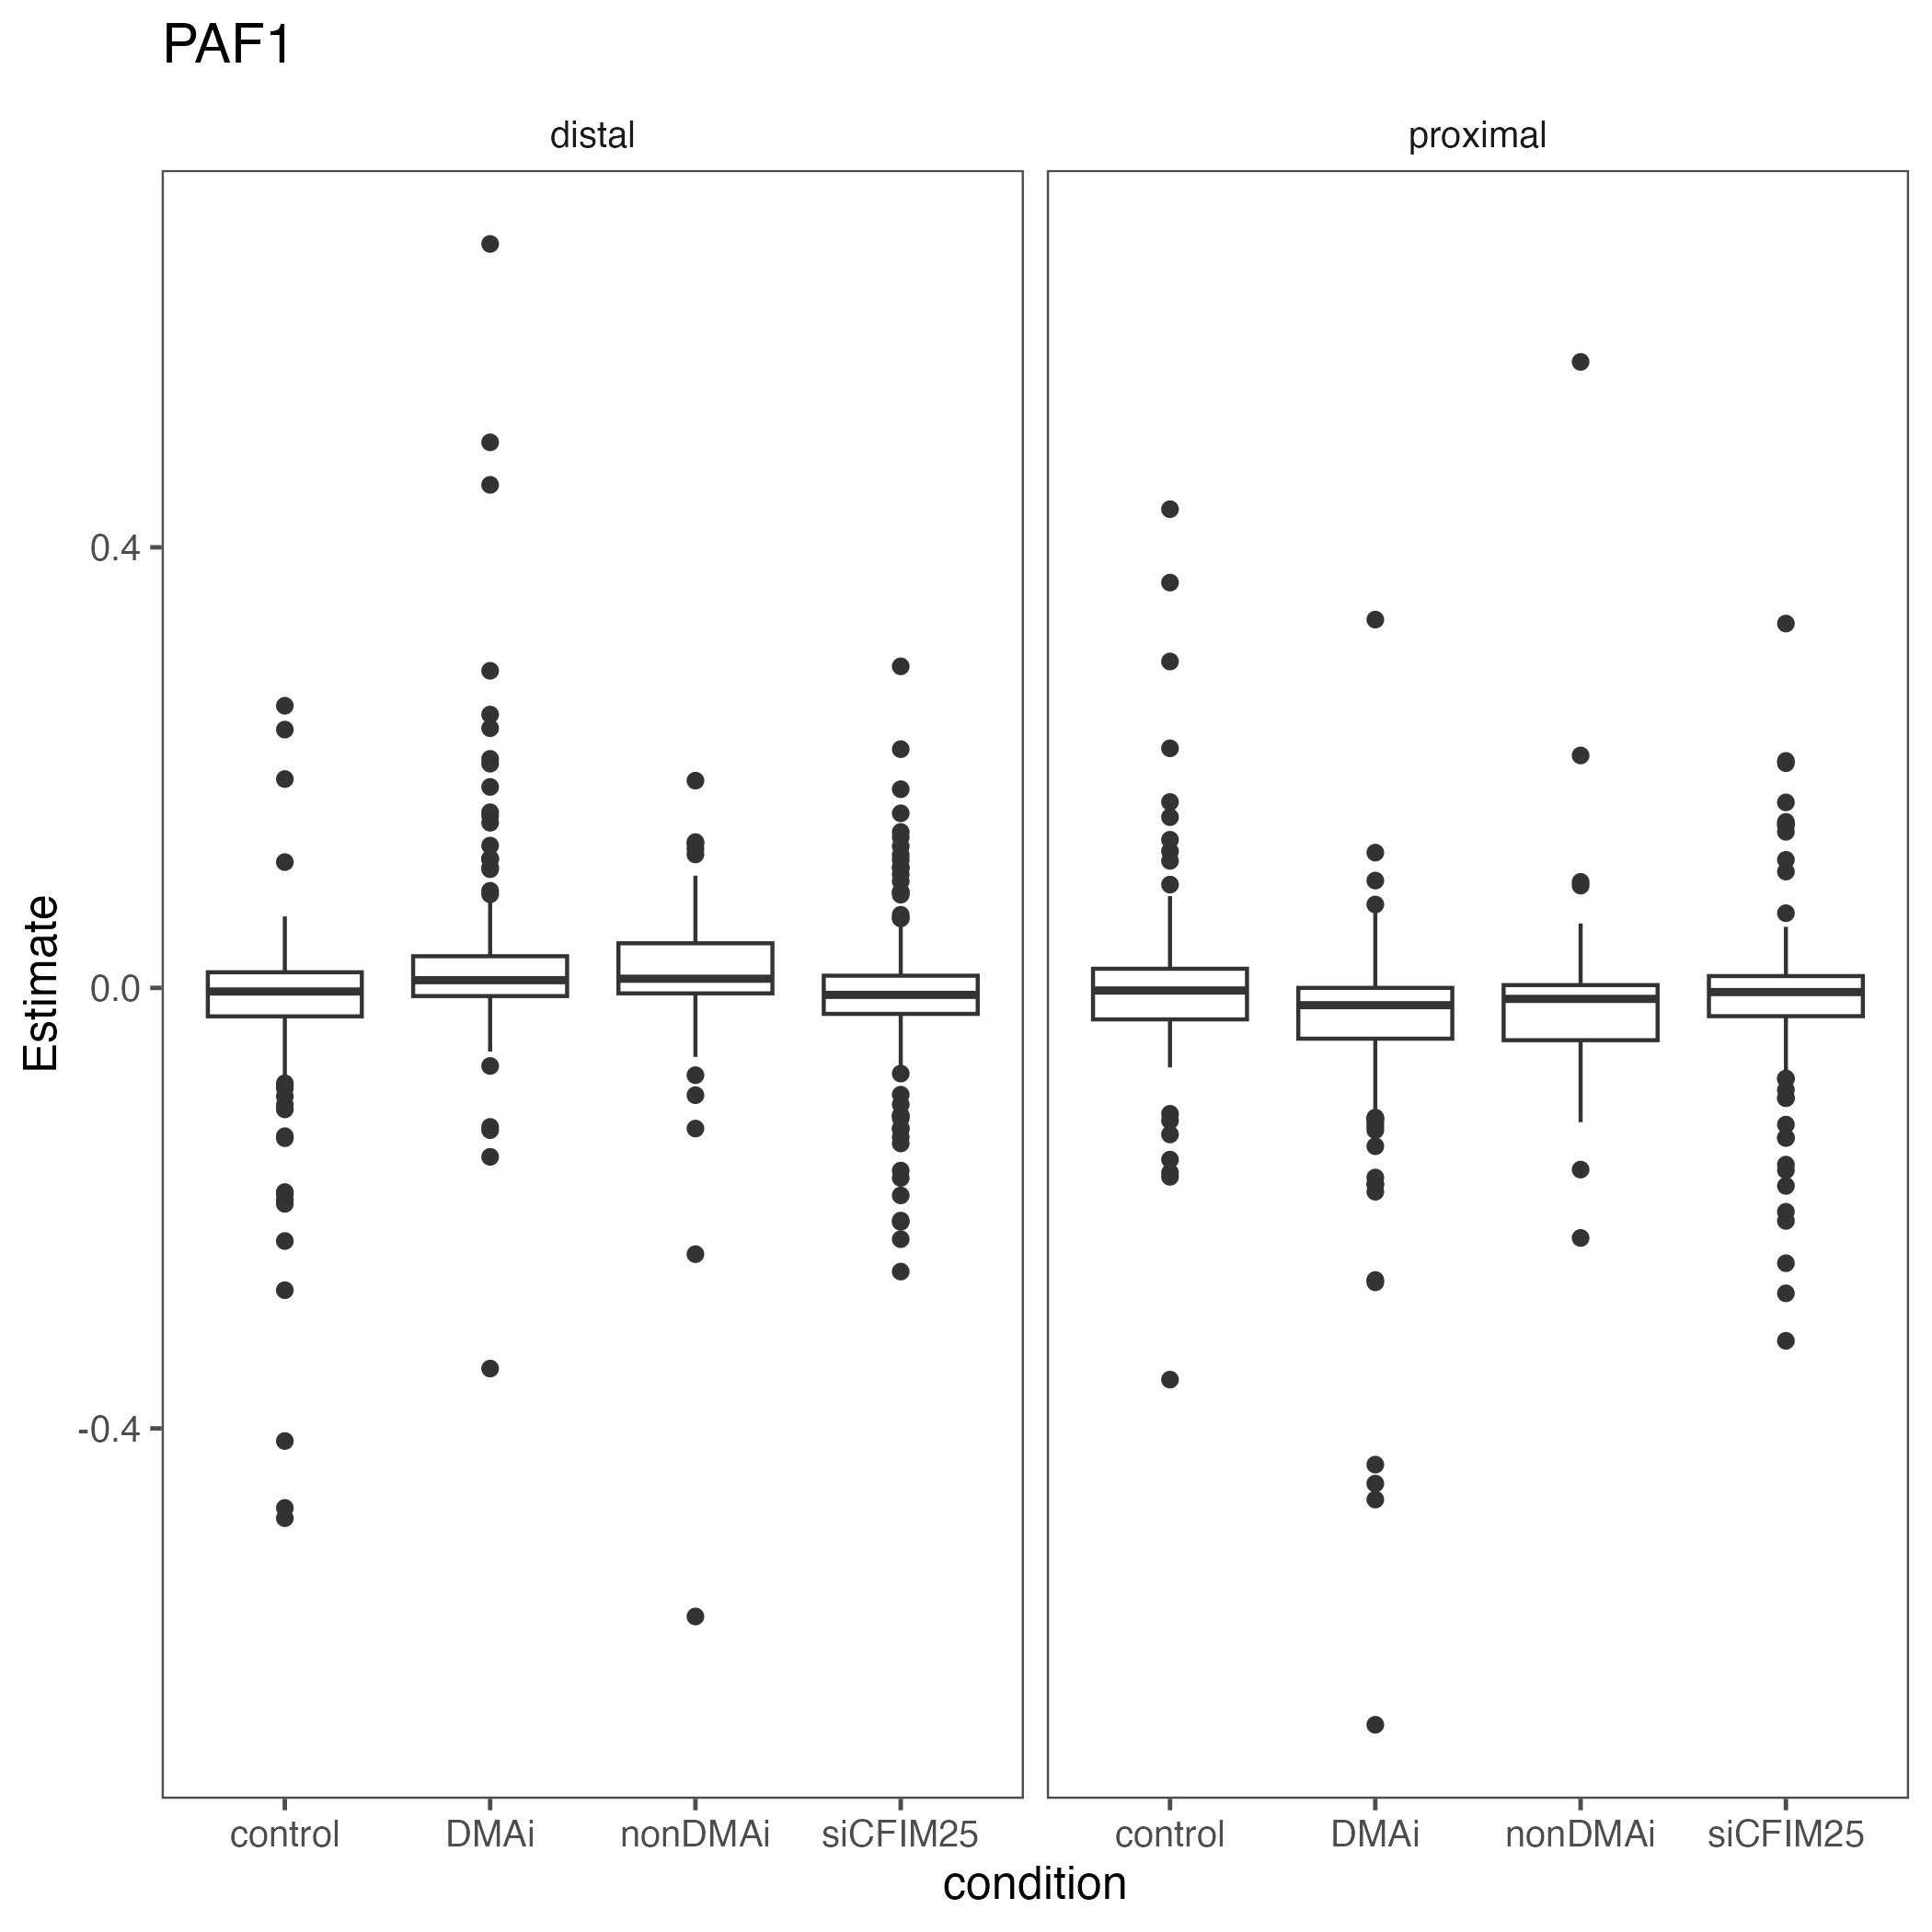 PAF1
distal proximal
Estimate
0.4
0.0
-0.4
control DMAi nonDMAi siCFIM25 control DMAi nonDMAi siCFIM25
condition